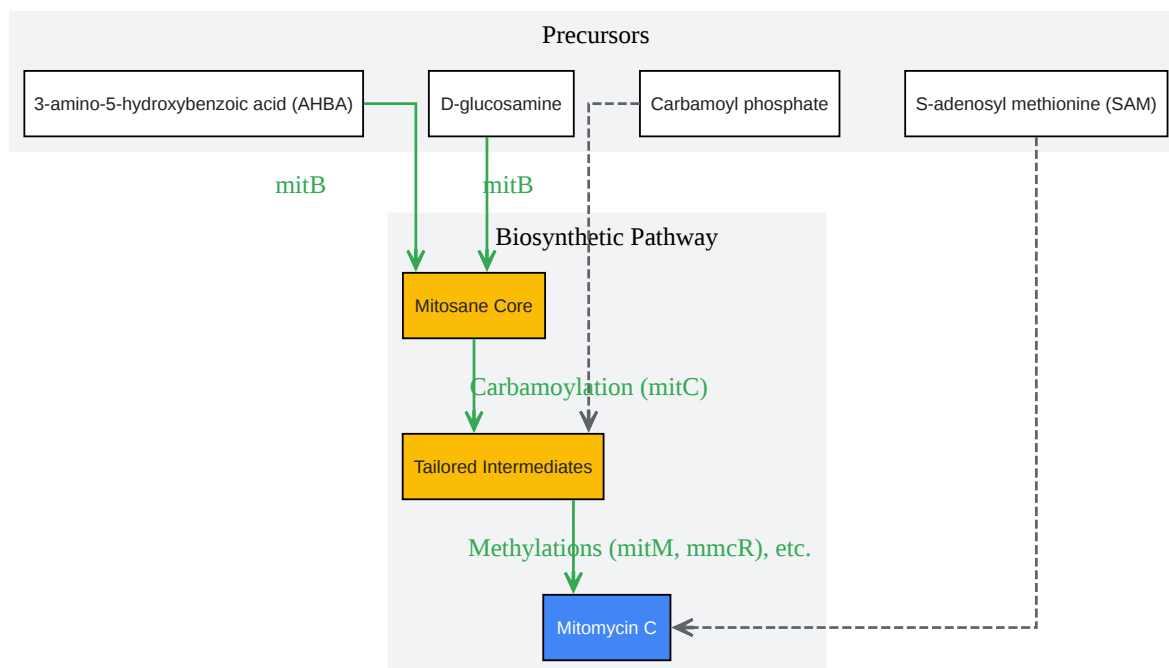 Precursors
3-amino-5-hydroxybenzoic acid (AHBA)
D-glucosamine
Carbamoyl phosphate
S-adenosyl methionine (SAM)
mitB
mitB
Biosynthetic Pathway
Mitosane Core
Carbamoylation (mitC)
Tailored Intermediates
Methylations (mitM, mmcR), etc.
Mitomycin C